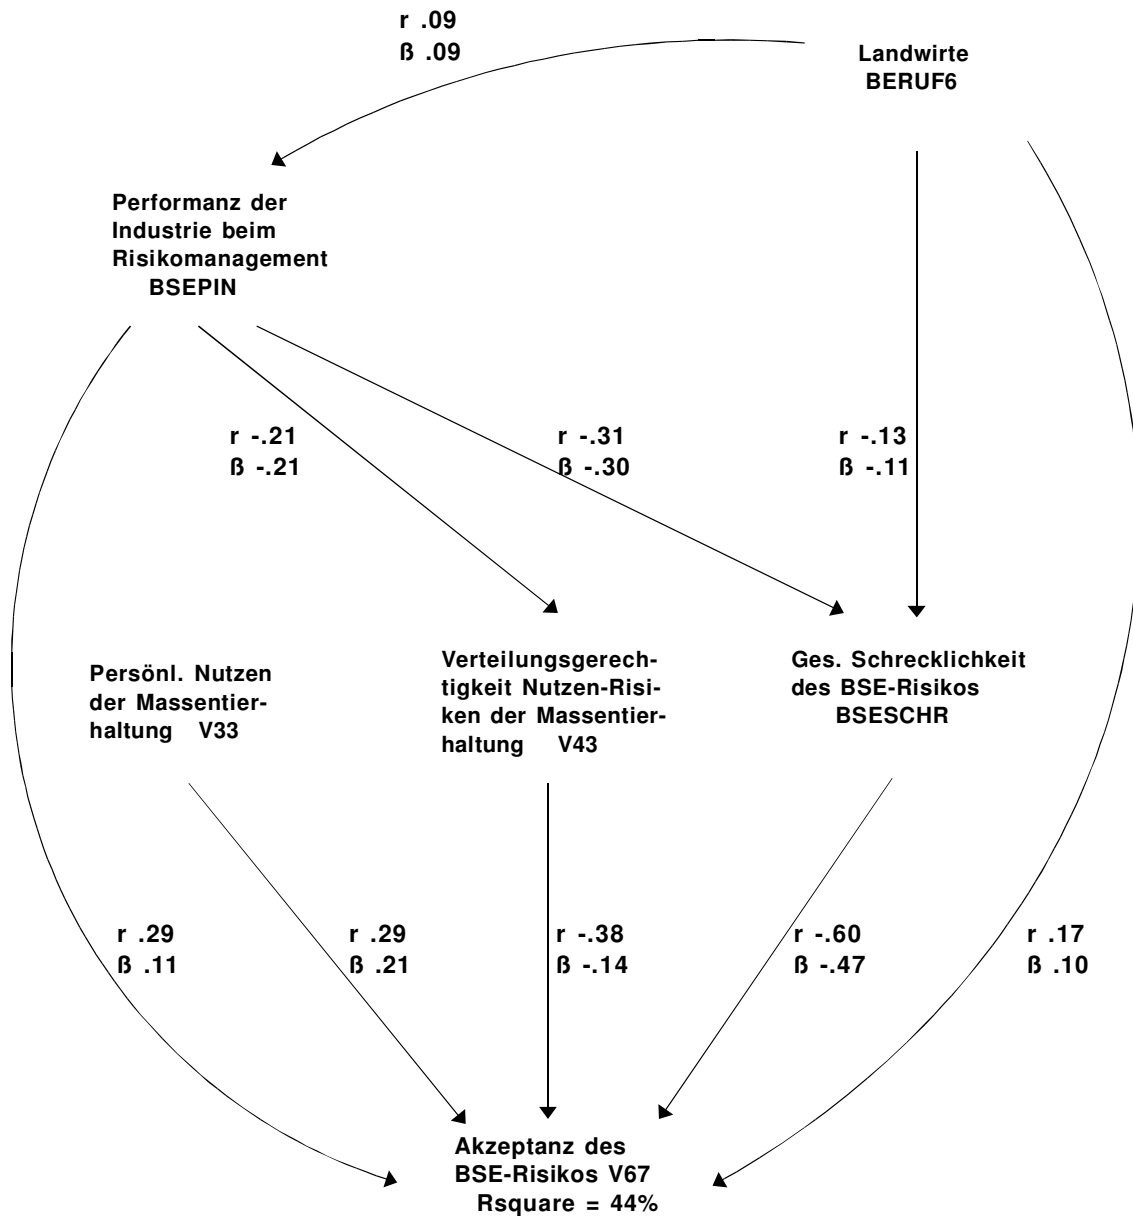 r .09
ß .09
Landwirte
BERUF6
Performanz der
Industrie beim
Risikomanagement
BSEPIN
r -.21
ß -.21
r -.31
ß -.30
r -.13
ß -.11
Persönl. Nutzen
der Massentier-
haltung V33
Verteilungsgerech-
tigkeit Nutzen-Risi-
ken der Massentier-
haltung V43
Ges. Schrecklichkeit
des BSE-Risikos
BSESCHR
r .29
ß .11
r .29
ß .21
r -.38
ß -.14
r -.60
ß -.47
r .17
ß .10
Akzeptanz des
BSE-Risikos V67
Rsquare = 44%